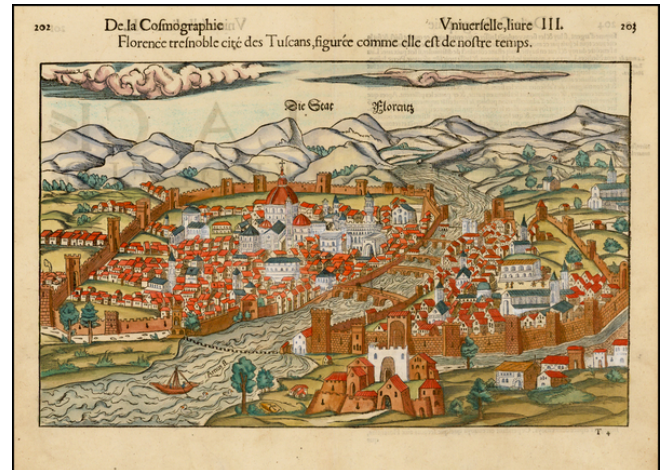 202 De la Cosmographie Vniuerselle, liure III. 203
Florence tresnoble cité des Tuscans, figurée comme elle est de nostre temps.
Die Stat Florentz
T 4